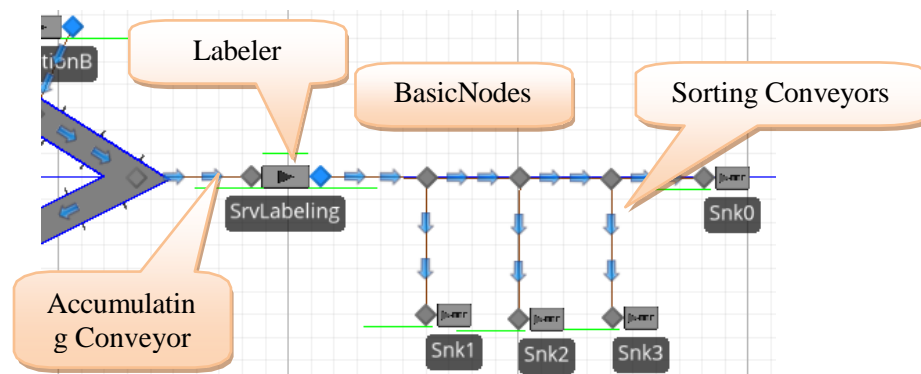 Labeler
BasicNodes
Sorting Conveyors
tionB
SrvLabeling
Snk0
Accumulatin
g Conveyor
Snk1
Snk2
Snk3